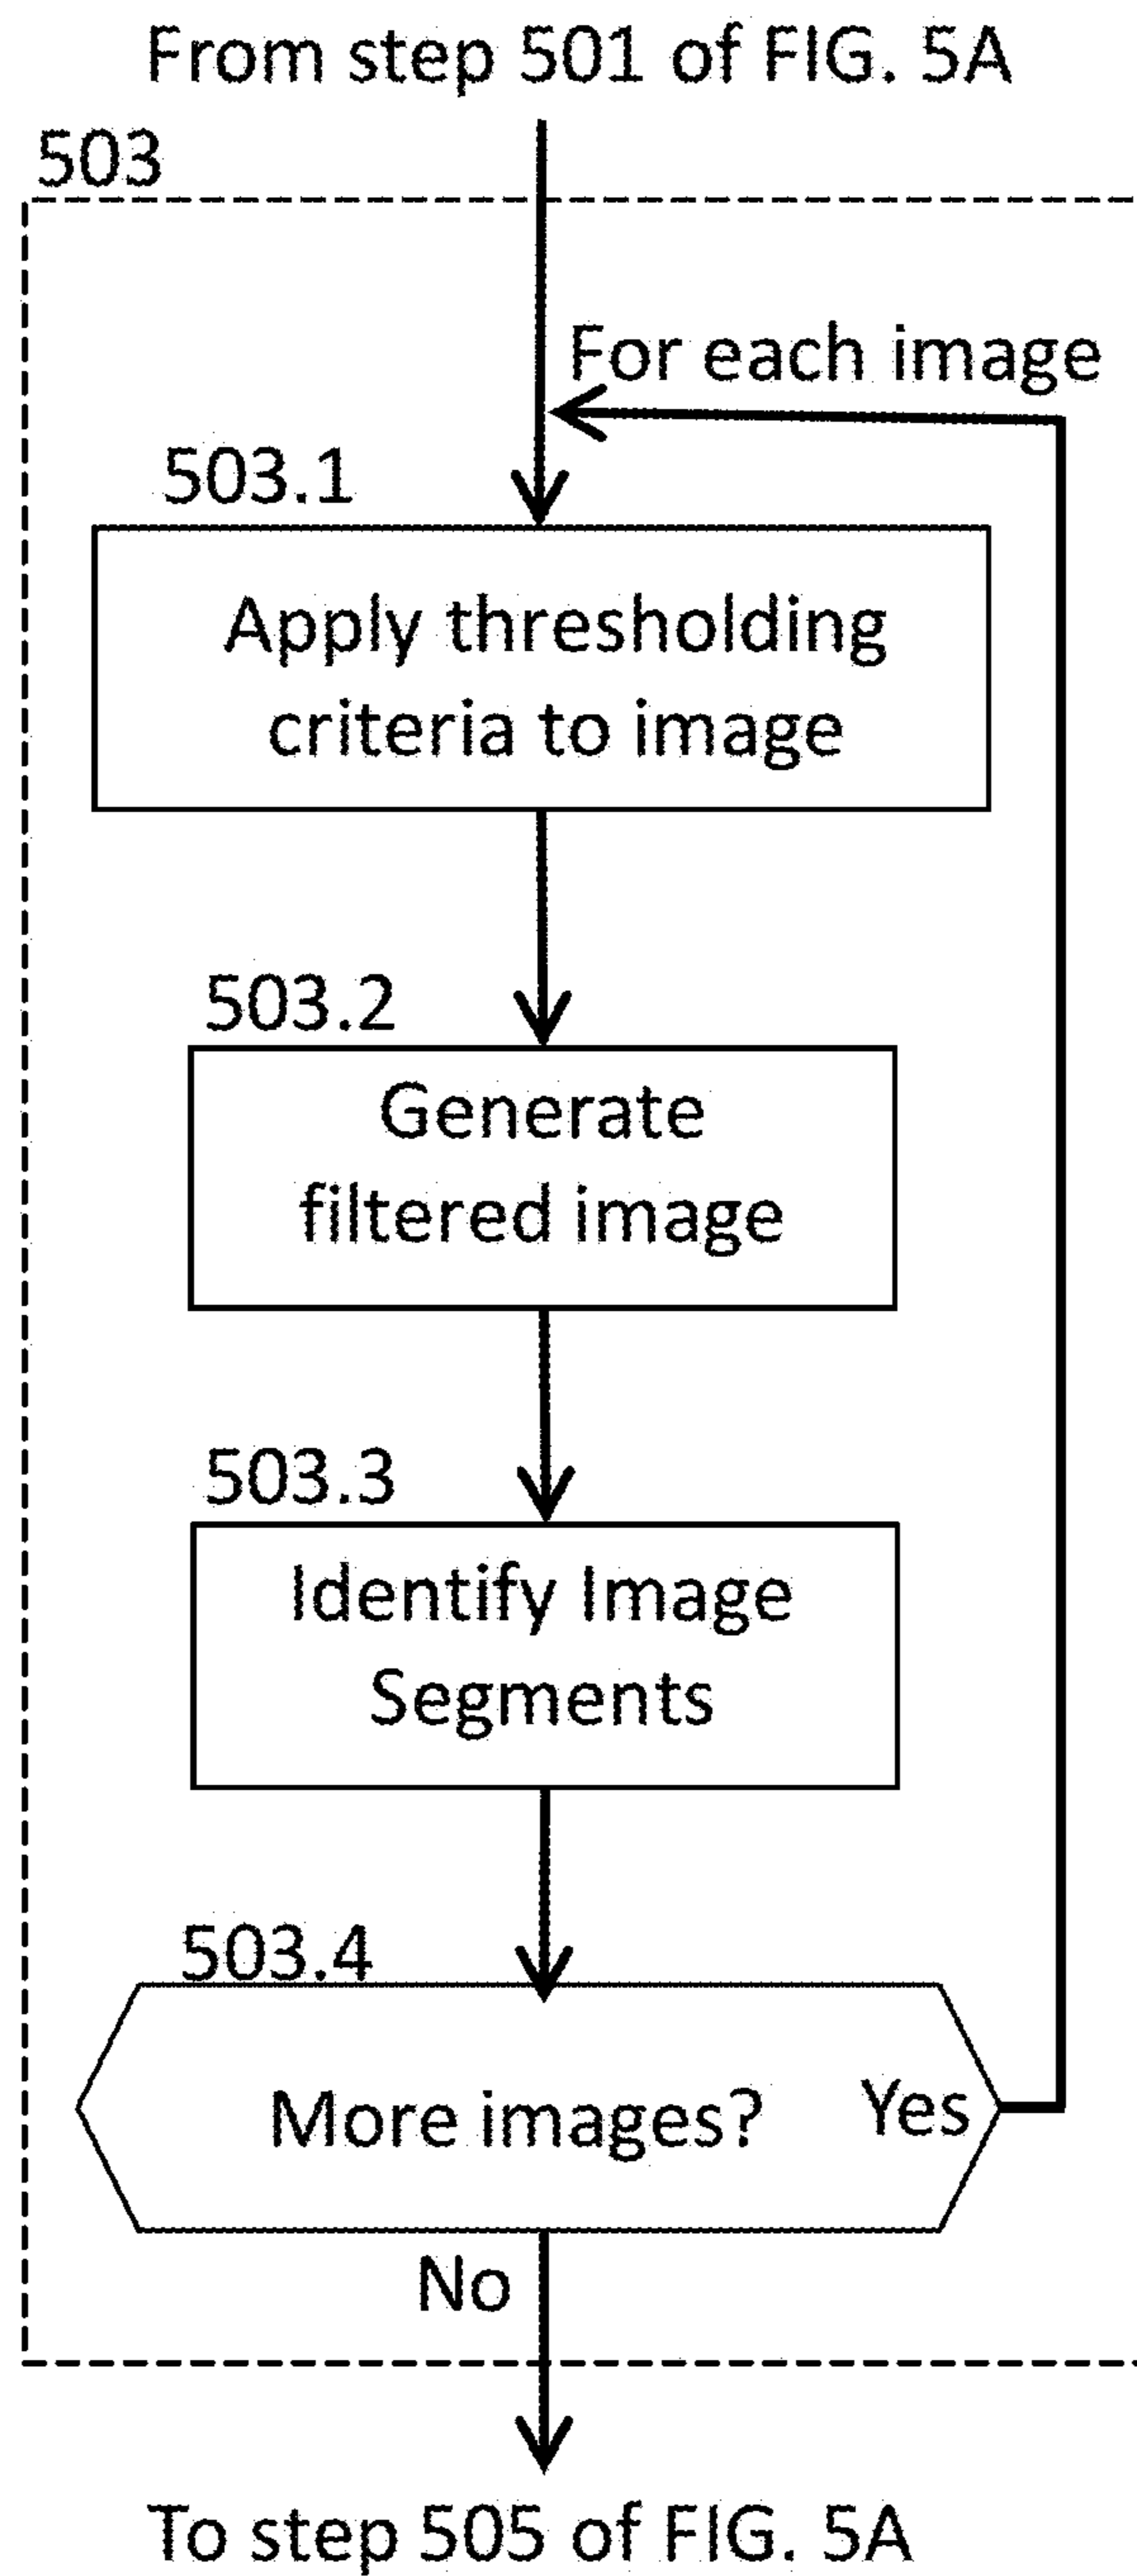 From step 501 of FIG. 5A
503
For each image
503.1
Apply thresholding
criteria to image
503.2
Generate
filtered image
503.3
Identify Image
Segments
503.4
More images?
Yes
No
To step 505 of FIG. 5A